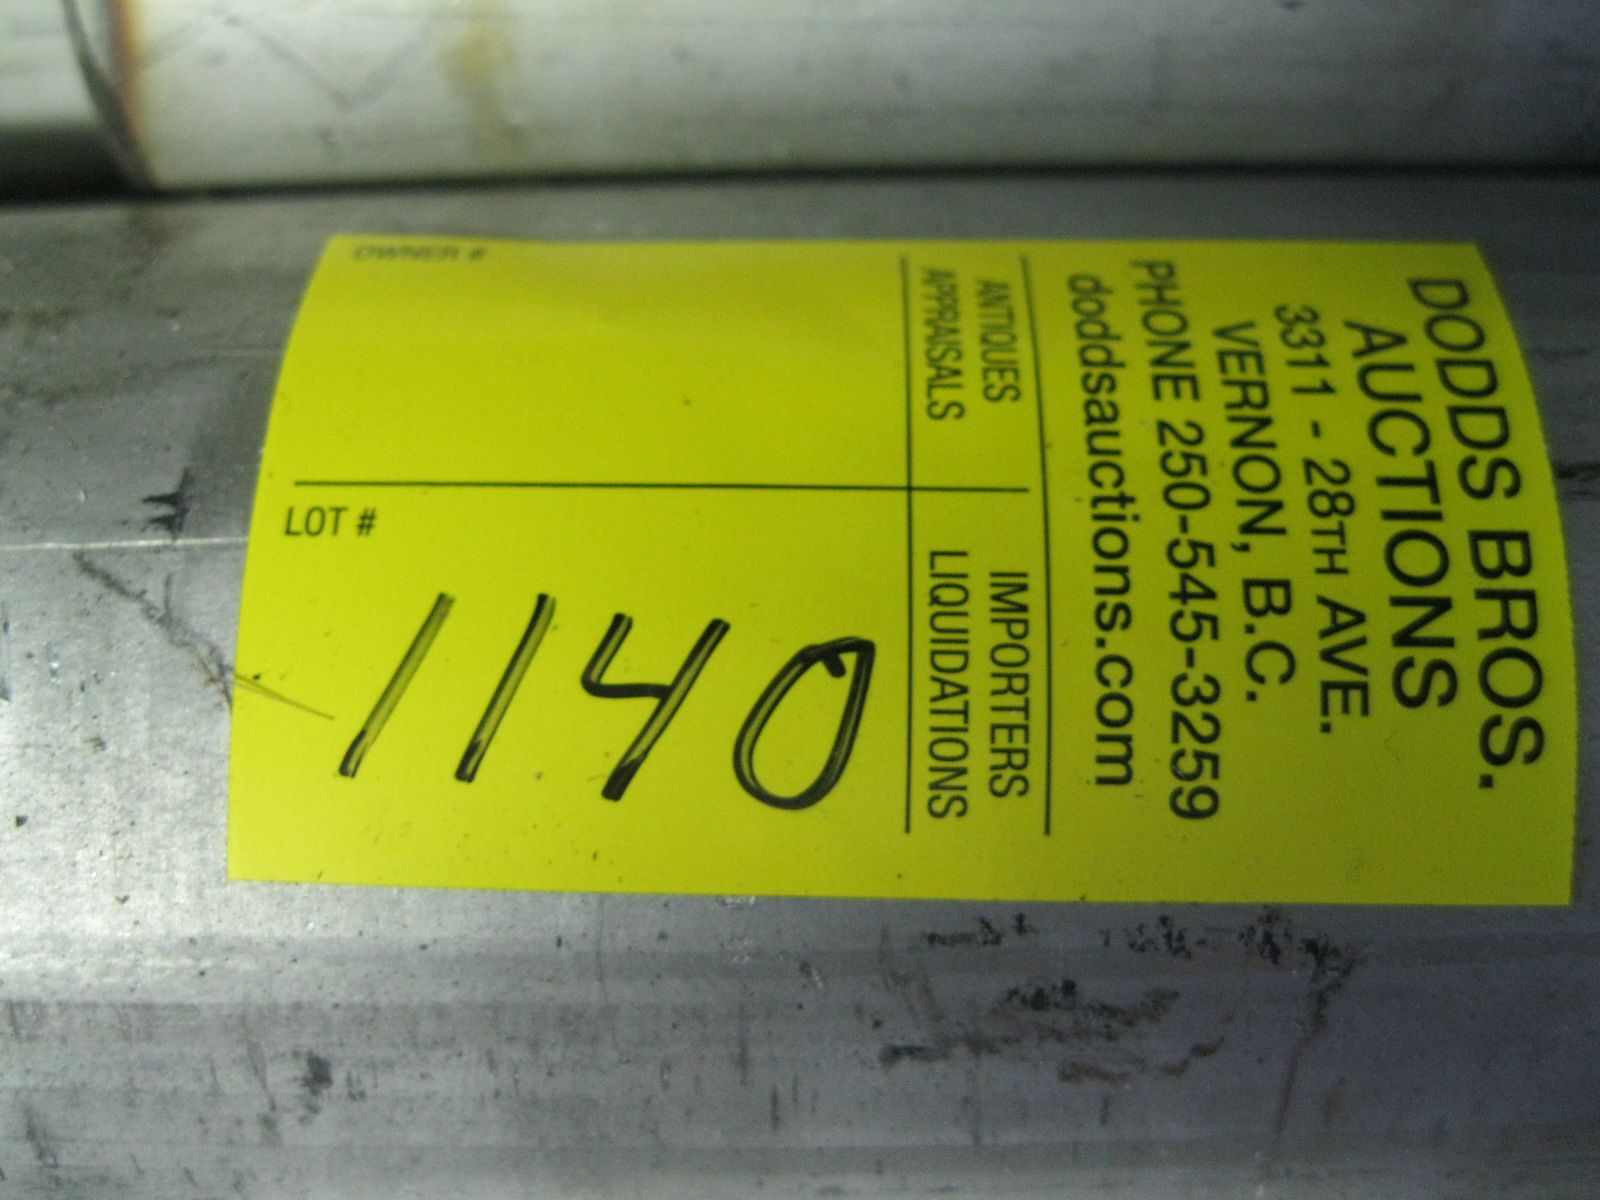 DODDS BROS.
AUCTIONS
3311 - 28TH AVE.
VERNON, B.C.
PHONE 250-545-3259
doddsauctions.com
ANTIQUES
APPRAISALS
IMPORTERS
LIQUIDATIONS
OWNER #
LOT #
1140